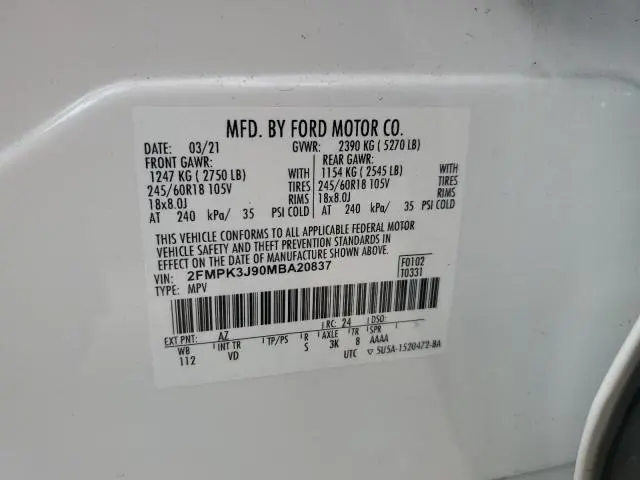 MFD. BY FORD MOTOR CO.
DATE: 03/21 GVWR: 2390 KG ( 5270 LB)
FRONT GAWR: REAR GAWR:
1247 KG ( 2750 LB) WITH 1154 KG ( 2545 LB) WITH
245/60R18 105V TIRES 245/60R18 105V TIRES
18x8.0J RIMS 18x8.0J RIMS
AT 240 kPa/ 35 PSI COLD AT 240 kPa/ 35 PSI COLD
THIS VEHICLE CONFORMS TO ALL APPLICABLE FEDERAL MOTOR
VEHICLE SAFETY AND THEFT PREVENTION STANDARDS IN
EFFECT ON THE DATE OF MANUFACTURE SHOWN ABOVE.
VIN: 2FMPK3J90MBA20837 F0102
TYPE: MPV T0331
EXT PNT: AZ RC: 24 DSO:
WB INT TR TP/PS R AXLE TR SPR
112 VD S 3K 8 AAAA
UTC ▽ 5U5A-1520472-BA